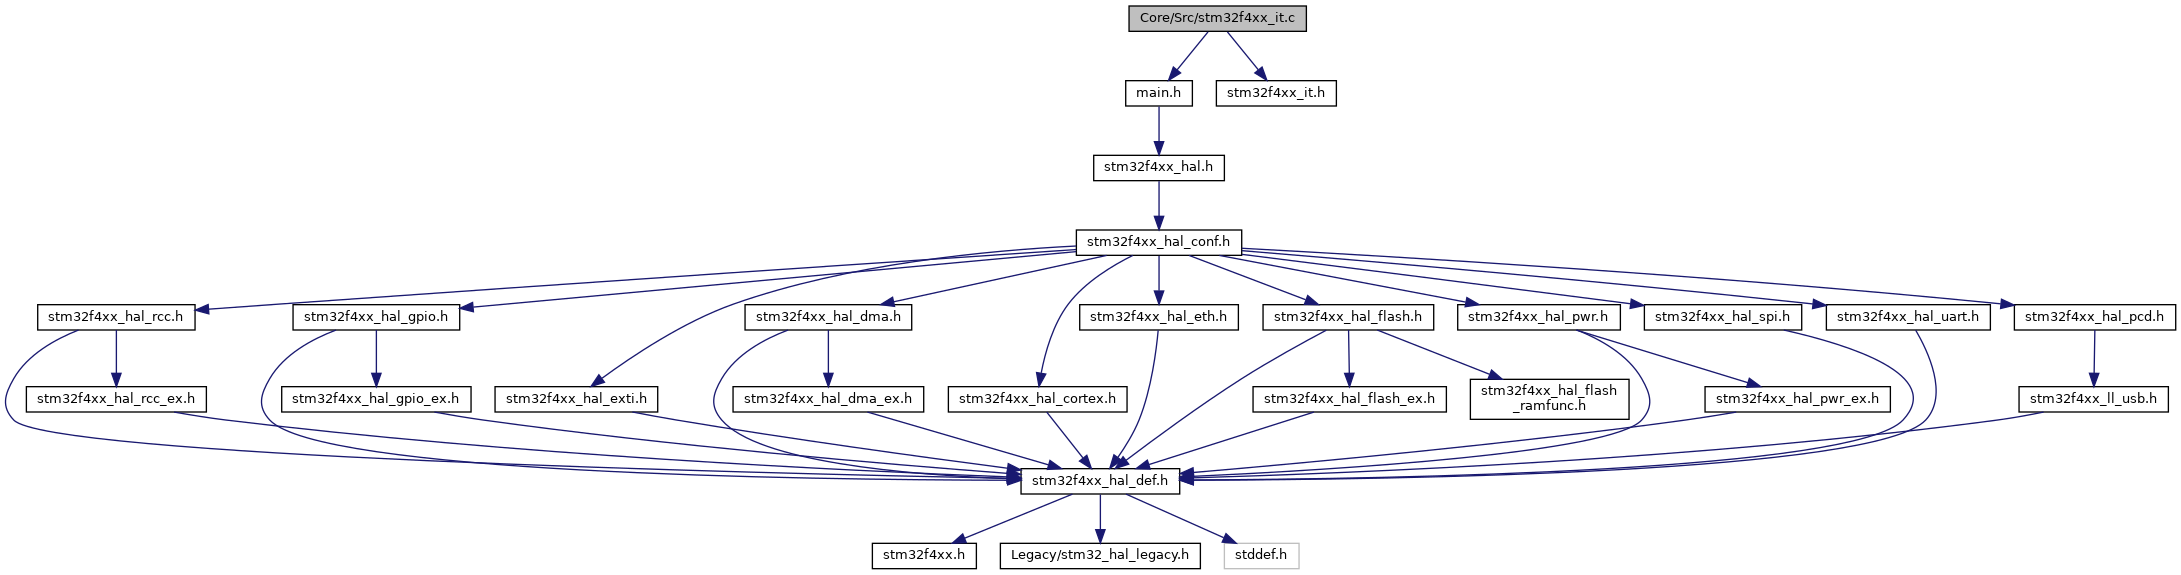 Core/Src/stm32f4xx_it.c
main.h
stm32f4xx_it.h
stm32f4xx_hal.h
stm32f4xx_hal_conf.h
stm32f4xx_hal_rcc.h
stm32f4xx_hal_gpio.h
stm32f4xx_hal_dma.h
stm32f4xx_hal_eth.h
stm32f4xx_hal_flash.h
stm32f4xx_hal_pwr.h
stm32f4xx_hal_spi.h
stm32f4xx_hal_uart.h
stm32f4xx_hal_pcd.h
stm32f4xx_hal_rcc_ex.h
stm32f4xx_hal_gpio_ex.h
stm32f4xx_hal_exti.h
stm32f4xx_hal_dma_ex.h
stm32f4xx_hal_cortex.h
stm32f4xx_hal_flash_ex.h
stm32f4xx_hal_flash
_ramfunc.h
stm32f4xx_hal_pwr_ex.h
stm32f4xx_ll_usb.h
stm32f4xx_hal_def.h
stm32f4xx.h
Legacy/stm32_hal_legacy.h
stddef.h